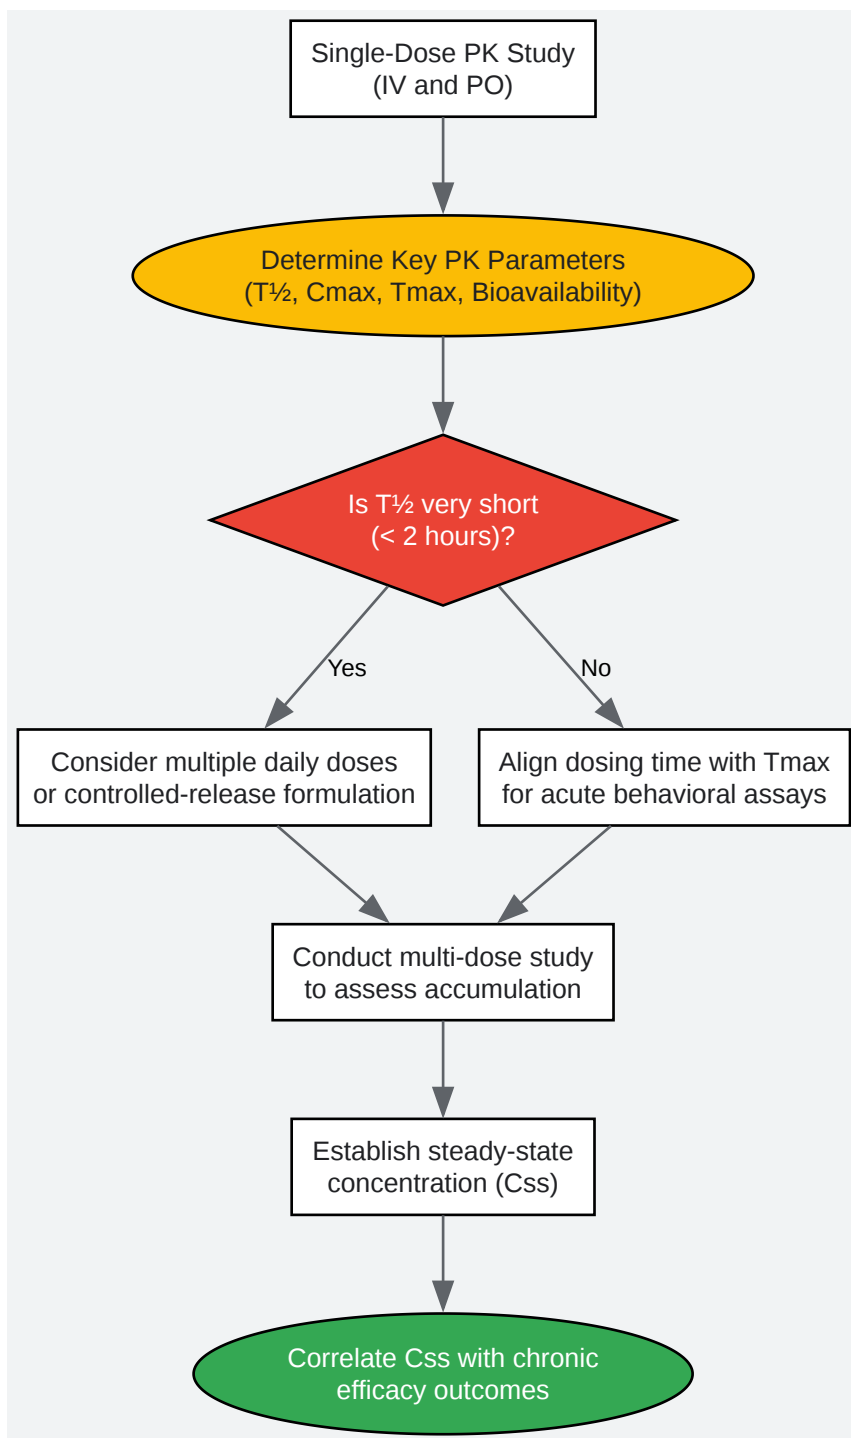 Single-Dose PK Study
(IV and PO)
Determine Key PK Parameters
(T½, Cmax, Tmax, Bioavailability)
Is T½ very short
(< 2 hours)?
Yes
No
Consider multiple daily doses
or controlled-release formulation
Align dosing time with Tmax
for acute behavioral assays
Conduct multi-dose study
to assess accumulation
Establish steady-state
concentration (Css)
Correlate Css with chronic
efficacy outcomes